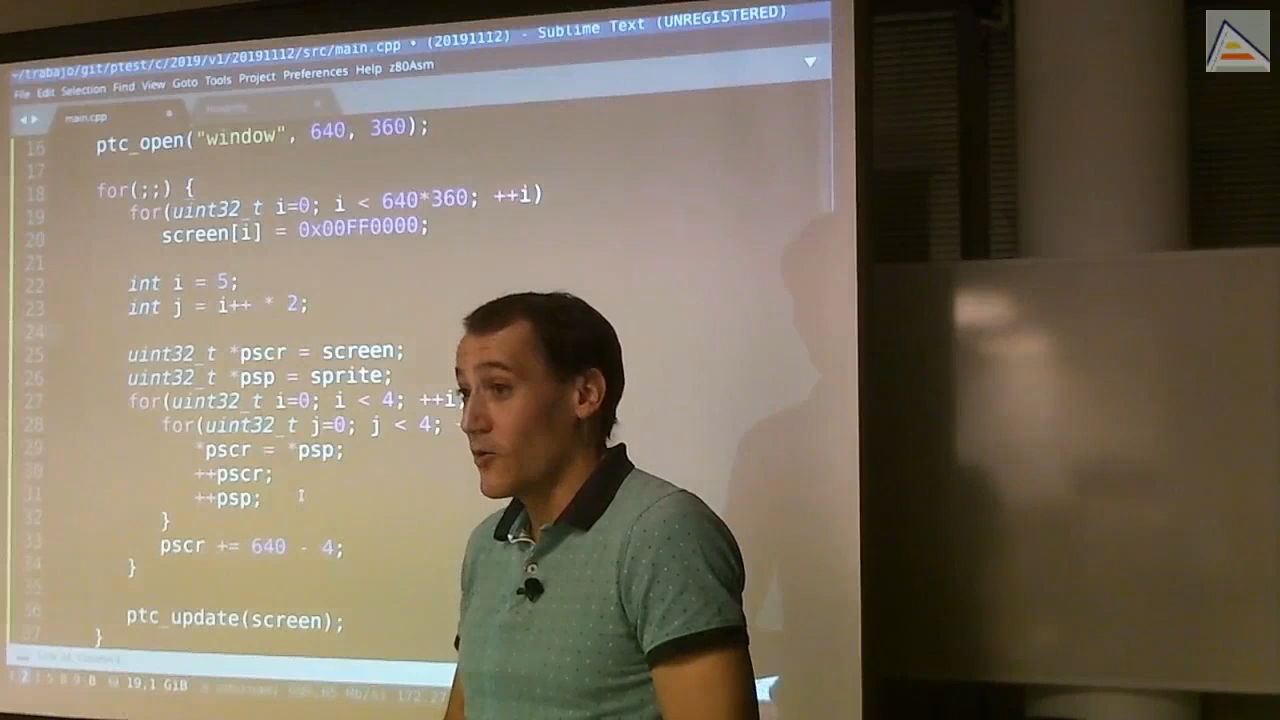 ~/trabajo/git/ptest/c/2019/v1/20191112/src/main.cpp • (20191112) - Sublime Text (UNREGISTERED)
File Edit Selection Find View Goto Tools Project Preferences Help z80Asm
main.cpp
16 ptc_open("window", 640, 360);
17
18 for(;;) {
19 for(uint32_t i=0; i < 640*360; ++i)
20 screen[i] = 0x00FF0000;
21
22 int i = 5;
23 int j = i++ * 2;
24
25 uint32_t *pscr = screen;
26 uint32_t *psp = sprite;
27 for(uint32_t i=0; i < 4; ++i
28 for(uint32_t j=0; j < 4;
29 *pscr = *psp;
30 ++pscr;
31 ++psp;
32 }
33 pscr += 640 - 4;
34 }
35
36 ptc_update(screen);
37 }
19,1 GiB